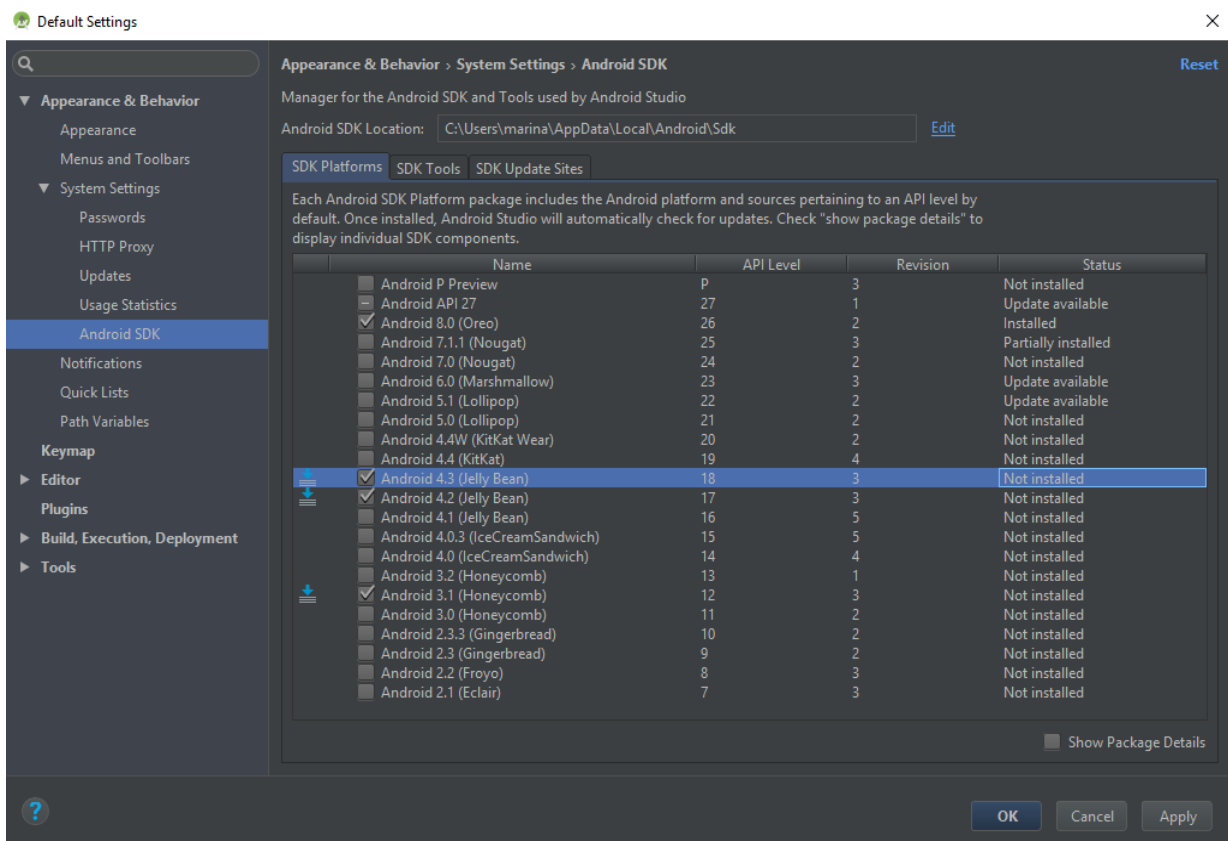 Default Settings
Appearance & Behavior
Appearance
Menus and Toolbars
System Settings
Passwords
HTTP Proxy
Updates
Usage Statistics
Android SDK
Notifications
Quick Lists
Path Variables
Keymap
Editor
Plugins
Build, Execution, Deployment
Tools
Appearance & Behavior › System Settings › Android SDK Reset
Manager for the Android SDK and Tools used by Android Studio
Android SDK Location: C:\Users\marina\AppData\Local\Android\Sdk Edit
SDK Platforms SDK Tools SDK Update Sites
Each Android SDK Platform package includes the Android platform and sources pertaining to an API level by
default. Once installed, Android Studio will automatically check for updates. Check "show package details" to
display individual SDK components.
Name API Level Revision Status
Android P Preview P 3 Not installed
Android API 27 27 1 Update available
Android 8.0 (Oreo) 26 2 Installed
Android 7.1.1 (Nougat) 25 3 Partially installed
Android 7.0 (Nougat) 24 2 Not installed
Android 6.0 (Marshmallow) 23 3 Update available
Android 5.1 (Lollipop) 22 2 Update available
Android 5.0 (Lollipop) 21 2 Not installed
Android 4.4W (KitKat Wear) 20 2 Not installed
Android 4.4 (KitKat) 19 4 Not installed
Android 4.3 (Jelly Bean) 18 3 Not installed
Android 4.2 (Jelly Bean) 17 3 Not installed
Android 4.1 (Jelly Bean) 16 5 Not installed
Android 4.0.3 (IceCreamSandwich) 15 5 Not installed
Android 4.0 (IceCreamSandwich) 14 4 Not installed
Android 3.2 (Honeycomb) 13 1 Not installed
Android 3.1 (Honeycomb) 12 3 Not installed
Android 3.0 (Honeycomb) 11 2 Not installed
Android 2.3.3 (Gingerbread) 10 2 Not installed
Android 2.3 (Gingerbread) 9 2 Not installed
Android 2.2 (Froyo) 8 3 Not installed
Android 2.1 (Eclair) 7 3 Not installed
Show Package Details
? OK Cancel Apply